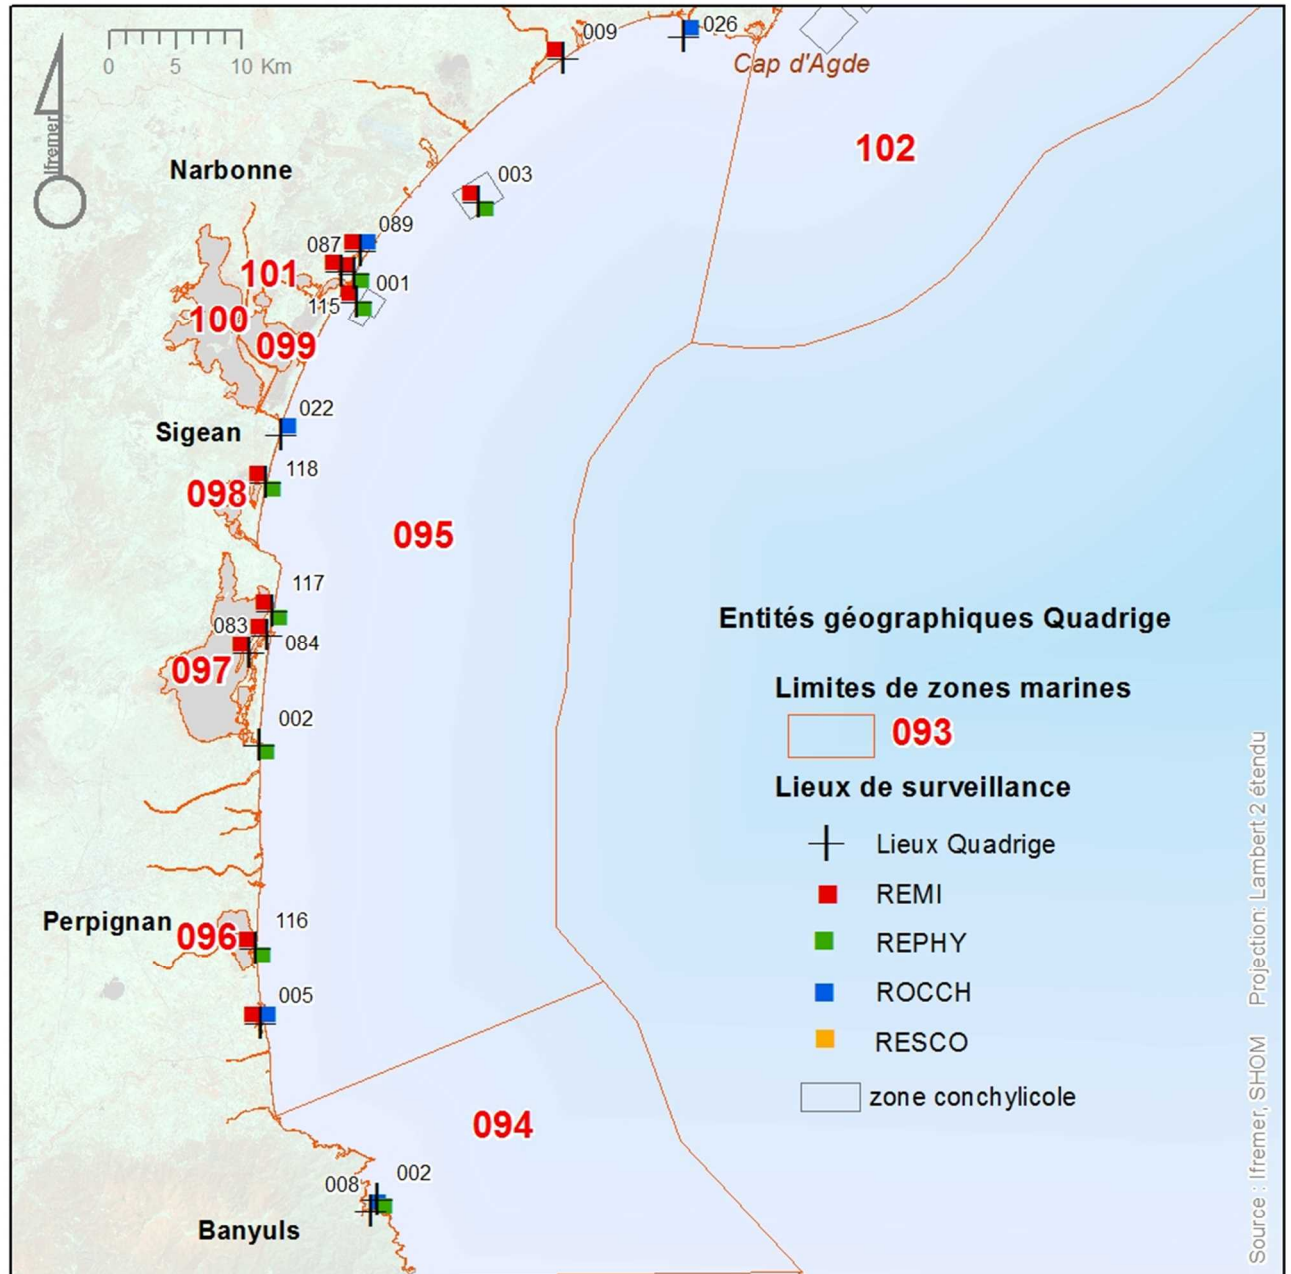 009
026
0 5 10 Km
Cap d'Agde
Ifremer
102
Narbonne
003
089
087
101
001
115
100
099
022
Sigean
118
098
095
117
083
084
097
002
116
Perpignan
096
005
094
002
008
Banyuls
Entités géographiques Quadrige
Limites de zones marines
093
Lieux de surveillance
Lieux Quadrige
REMI
REPHY
ROCCH
RESCO
zone conchylicole
Source : Ifremer, SHOM Projection: Lambert 2 étendu